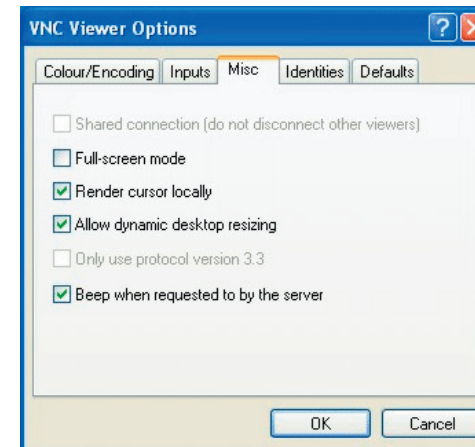 VNC Viewer Options
Colour/Encoding Inputs Misc Identities Defaults
Shared connection (do not disconnect other viewers)
Full-screen mode
Render cursor locally
Allow dynamic desktop resizing
Only use protocol version 3.3
Beep when requested to by the server
OK Cancel